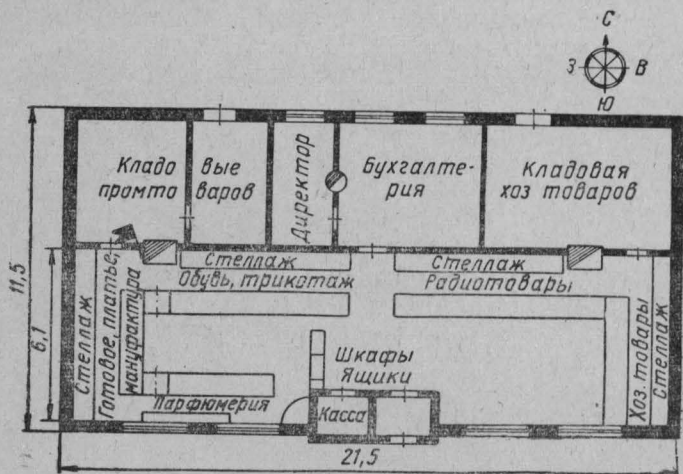 С
З
В
Ю
Кладо
промто
вые
варов
Директор
Бухгалте-
рия
Кладовая
хоз товаров
Стеллаж
Обувь, трикотаж
Стеллаж
Радиотовары
11,5
6,1
Стеллаж
Готовое, платье;
мануфактура
Шкафы
Ящики
Хоз. товары
Стеллаж
Парфюмерия
Касса
21,5